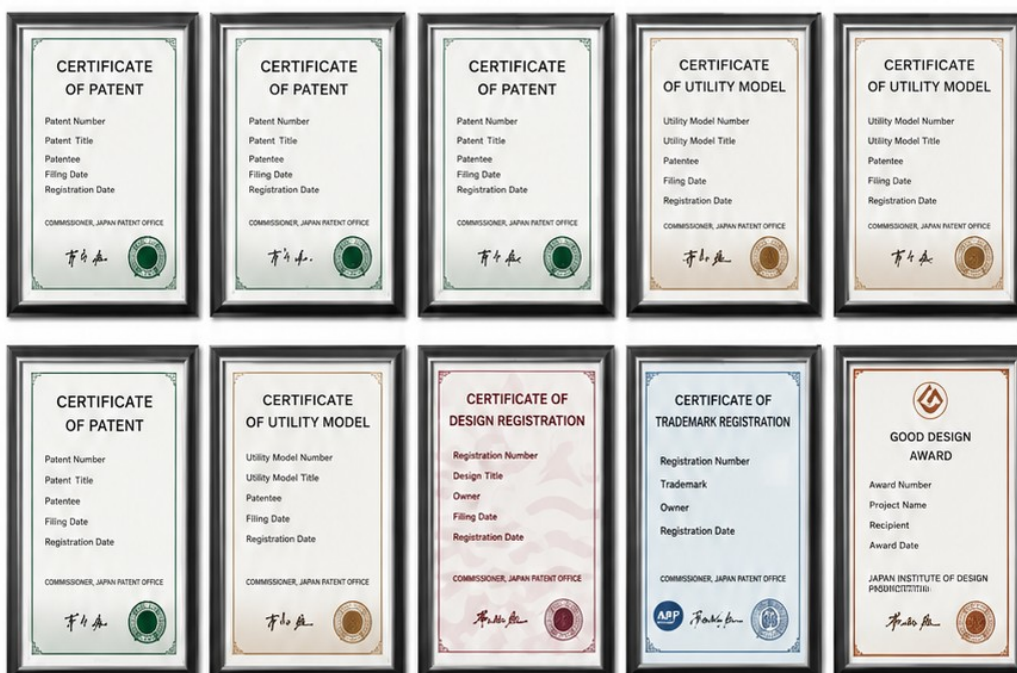 CERTIFICATE
OF PATENT
Patent Number
Patent Title
Patentee
Filing Date
Registration Date
COMMISSIONER, JAPAN PATENT OFFICE
CERTIFICATE
OF PATENT
Patent Number
Patent Title
Patentee
Filing Date
Registration Date
COMMISSIONER, JAPAN PATENT OFFICE
CERTIFICATE
OF PATENT
Patent Number
Patent Title
Patentee
Filing Date
Registration Date
COMMISSIONER, JAPAN PATENT OFFICE
CERTIFICATE
OF UTILITY MODEL
Utility Model Number
Utility Model Title
Patentee
Filing Date
Registration Date
COMMISSIONER, JAPAN PATENT OFFICE
CERTIFICATE
OF UTILITY MODEL
Utility Model Number
Utility Model Title
Patentee
Filing Date
Registration Date
COMMISSIONER, JAPAN PATENT OFFICE
CERTIFICATE
OF PATENT
Patent Number
Patent Title
Patentee
Filing Date
Registration Date
COMMISSIONER, JAPAN PATENT OFFICE
CERTIFICATE
OF UTILITY MODEL
Utility Model Number
Utility Model Title
Patentee
Filing Date
Registration Date
COMMISSIONER, JAPAN PATENT OFFICE
CERTIFICATE OF
DESIGN REGISTRATION
Registration Number
Design Title
Owner
Filing Date
Registration Date
COMMISSIONER, JAPAN PATENT OFFICE
CERTIFICATE OF
TRADEMARK REGISTRATION
Registration Number
Trademark
Owner
Registration Date
COMMISSIONER, JAPAN PATENT OFFICE
GOOD DESIGN
AWARD
Award Number
Project Name
Recipient
Award Date
JAPAN INSTITUTE OF DESIGN